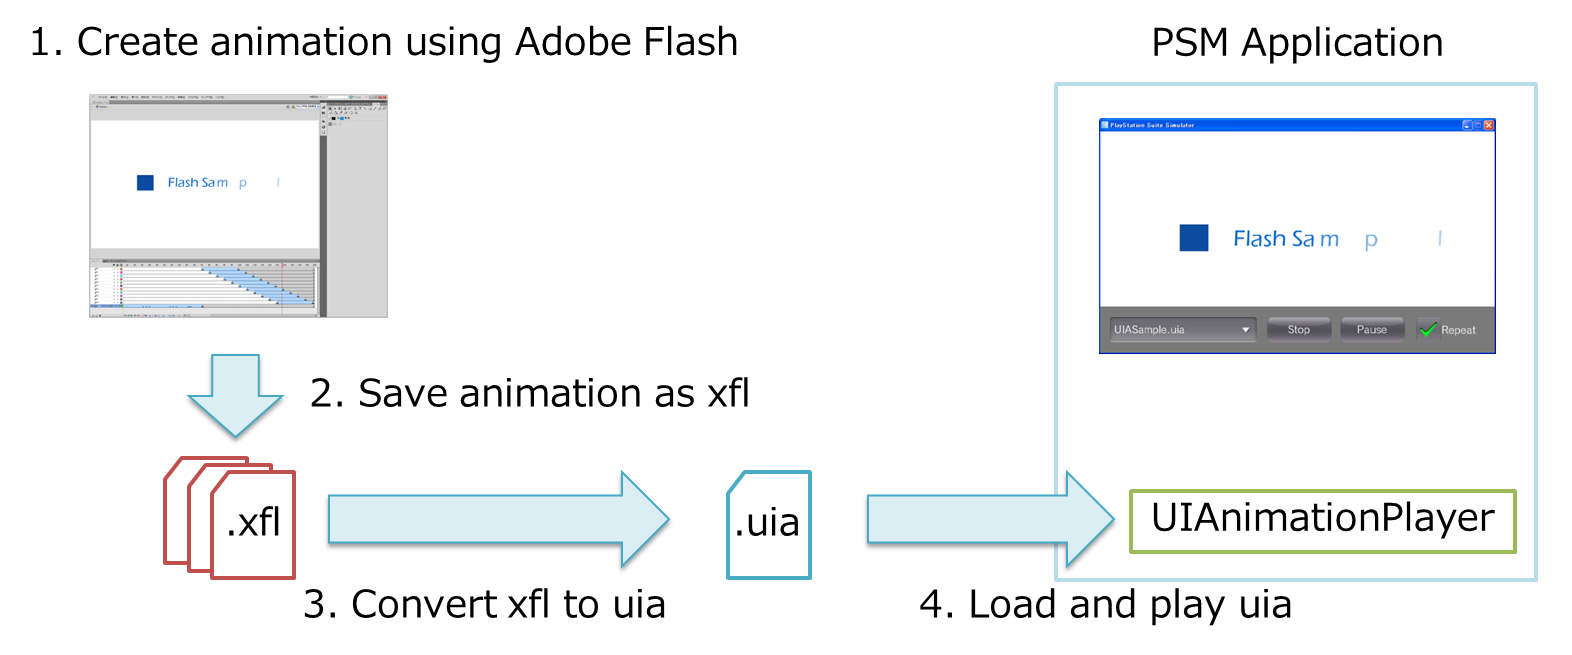 1. Create animation using Adobe Flash
PSM Application
Flash Sam p l
PlayStation Suite Simulator
Flash Sam p l
UIASample.uia
Stop
Pause
Repeat
2. Save animation as xfl
.xfl
.uia
UIAnimationPlayer
3. Convert xfl to uia
4. Load and play uia